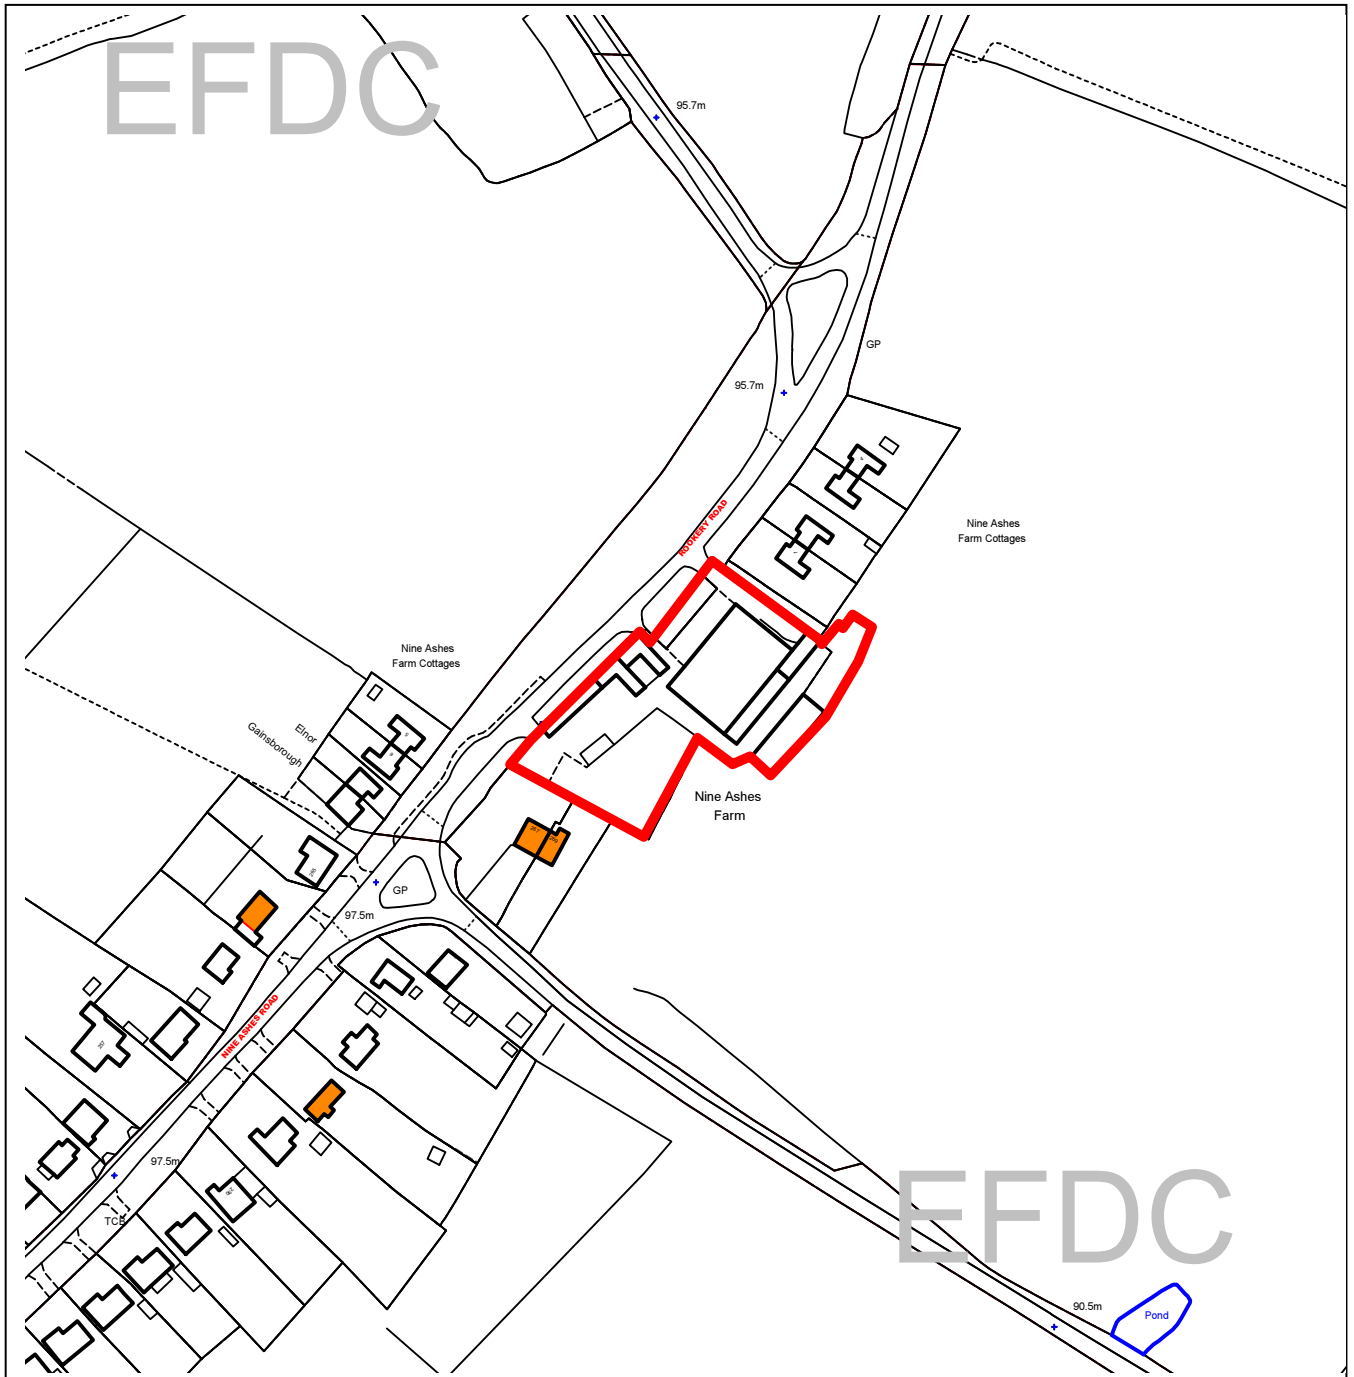 EFDC
95.7m
GP
95.7m
ROOKERY ROAD
Nine Ashes
Farm Cottages
Nine Ashes
Farm Cottages
Elnor
Gainsborough
Nine Ashes
Farm
GP
97.5m
NINE ASHES ROAD
97.5m
TCB
EFDC
90.5m
Pond